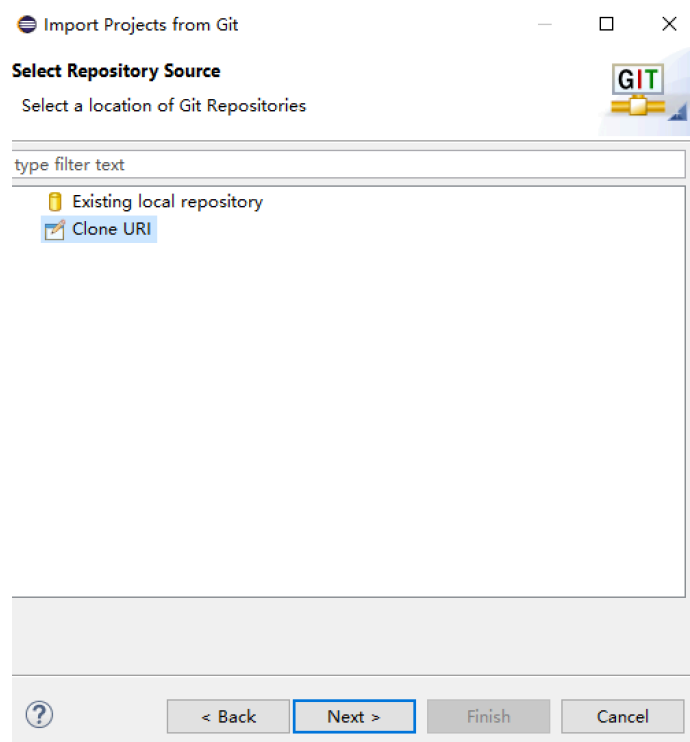 Import Projects from Git
Select Repository Source
Select a location of Git Repositories
GIT
type filter text
Existing local repository
Clone URI
?
< Back
Next >
Finish
Cancel